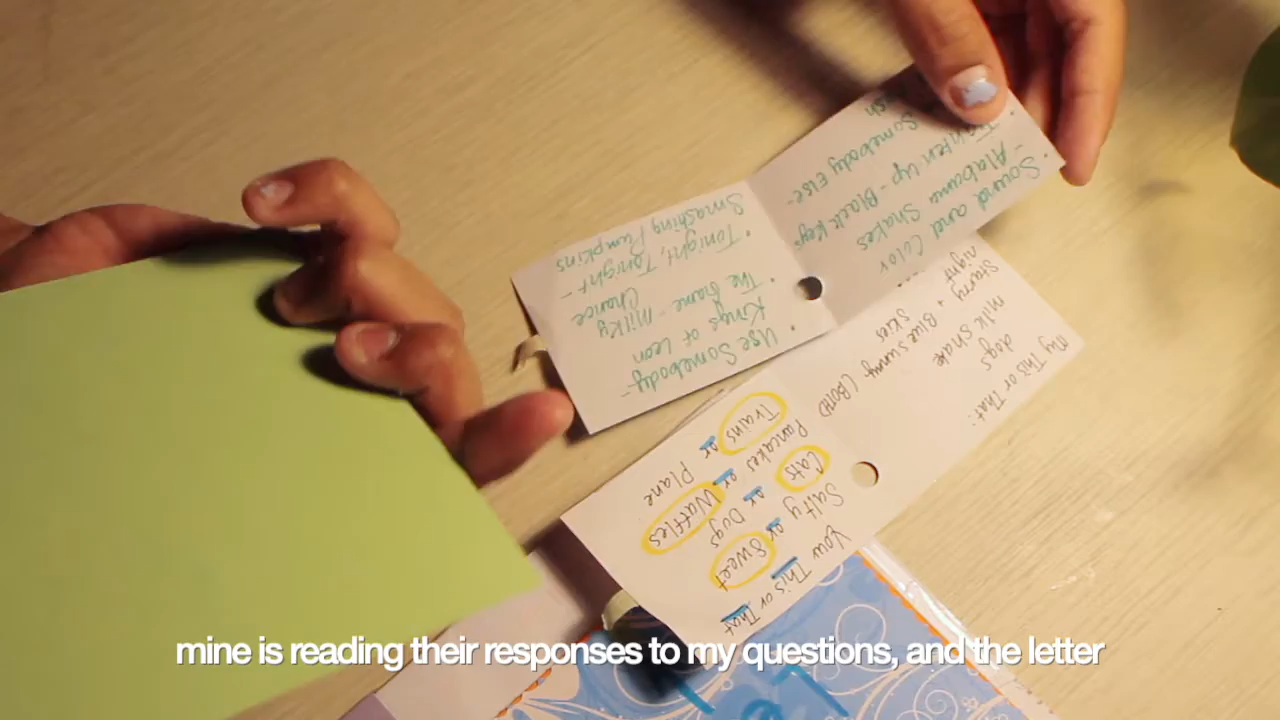 • Sound and Color
- Alabama Shakes
• Tighten Up - Black Keys
Somebody Else -
• Use Somebody -
Kings of Leon
• The Game - Milky
Chance
• Tonight, Tonight -
Smashing Pumpkins
My This or That:
dogs
milk shake
Starry + Blue sunny (BOTH)
night skies
Your This or That
Salty or Sweet
Cats or Dogs
Pancakes or Waffles
Trains or Plane
mine is reading their responses to my questions, and the letter